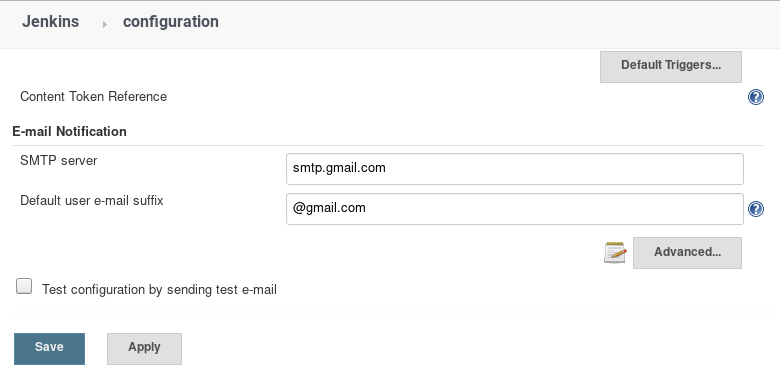 Jenkins › configuration
Default Triggers...
Content Token Reference ?
E-mail Notification
SMTP server smtp.gmail.com
Default user e-mail suffix @gmail.com ?
Advanced...
Test configuration by sending test e-mail
Save Apply